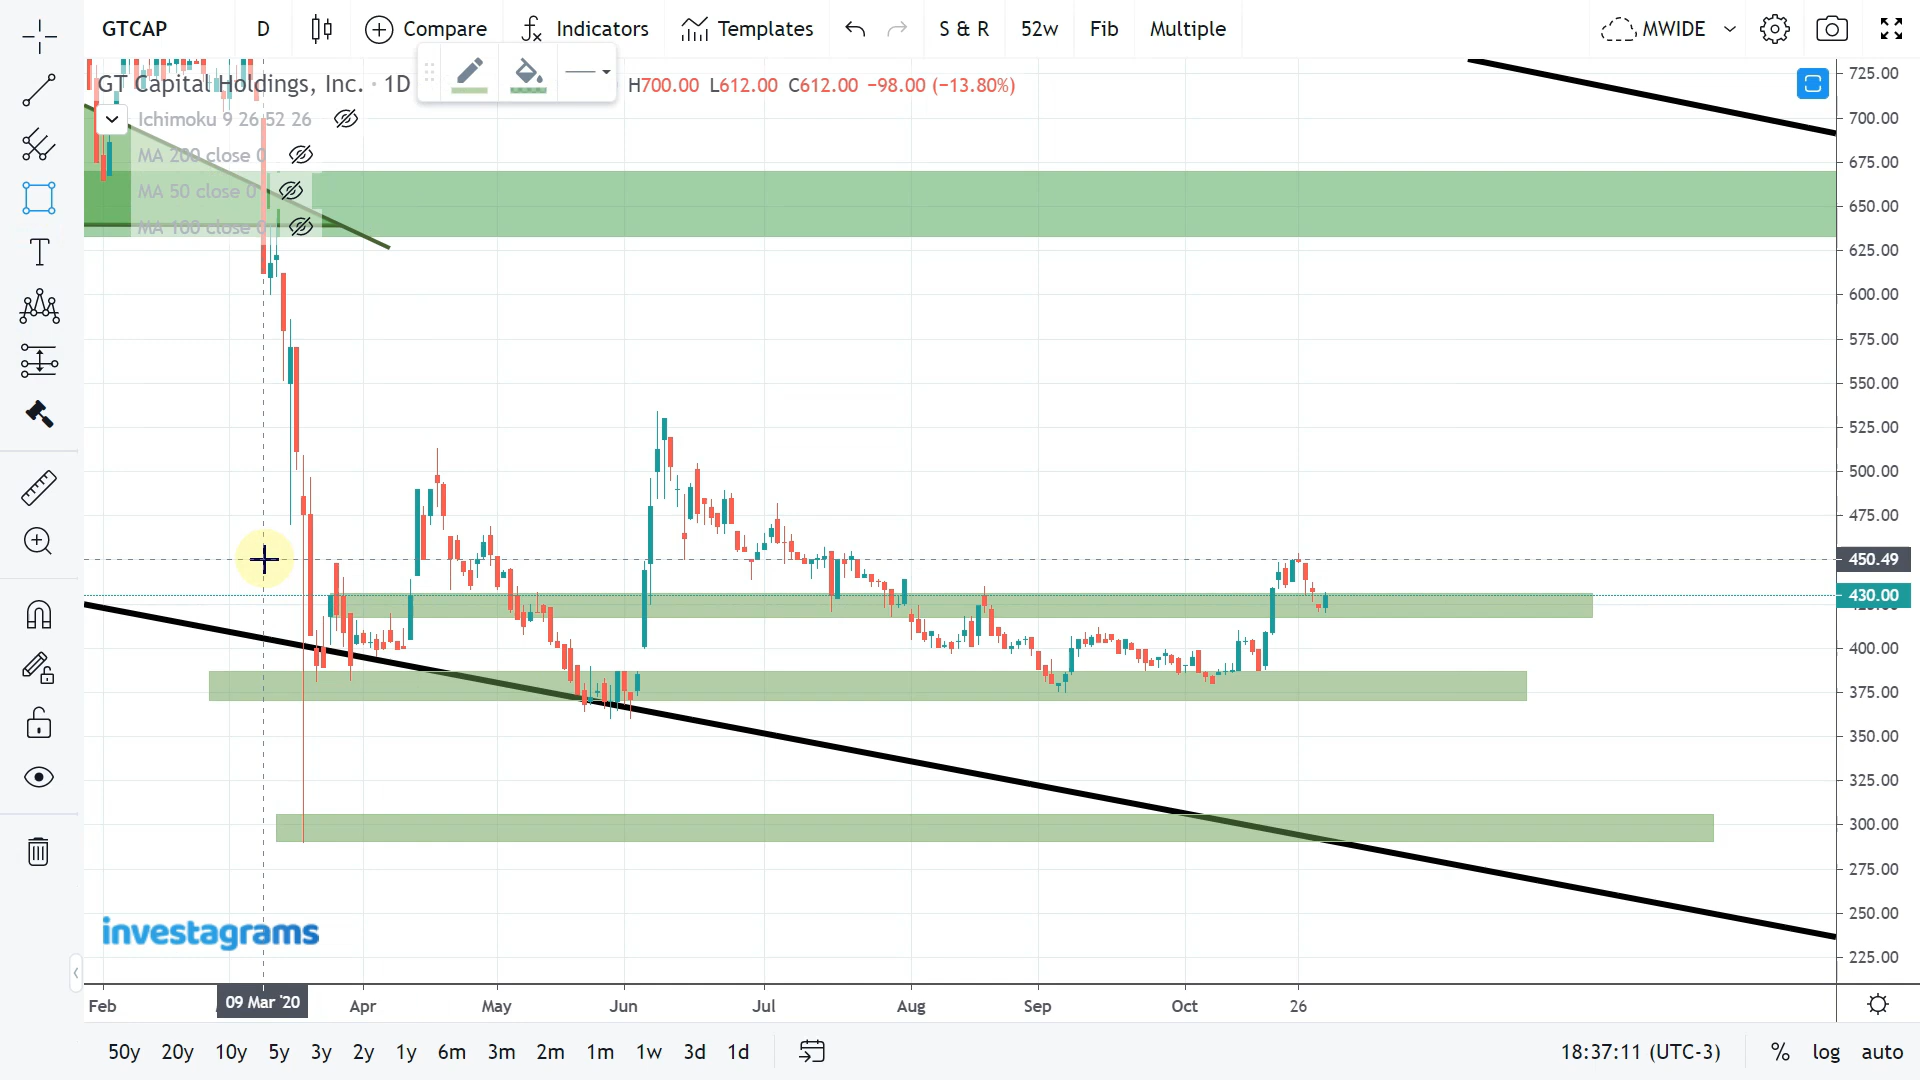 GTCAP D Compare Indicators Templates S & R 52w Fib Multiple MWIDE
GT Capital Holdings, Inc. · 1D H700.00 L612.00 C612.00 −98.00 (−13.80%)
Ichimoku 9 26 52 26
MA 200 close 0
MA 50 close 0
MA 100 close 0
725.00
700.00
675.00
650.00
625.00
600.00
575.00
550.00
525.00
500.00
475.00
450.49
430.00
400.00
375.00
350.00
325.00
300.00
275.00
250.00
225.00
investagrams
Feb 09 Mar '20 Apr May Jun Jul Aug Sep Oct 26
50y 20y 10y 5y 3y 2y 1y 6m 3m 2m 1m 1w 3d 1d 18:37:11 (UTC-3) % log auto